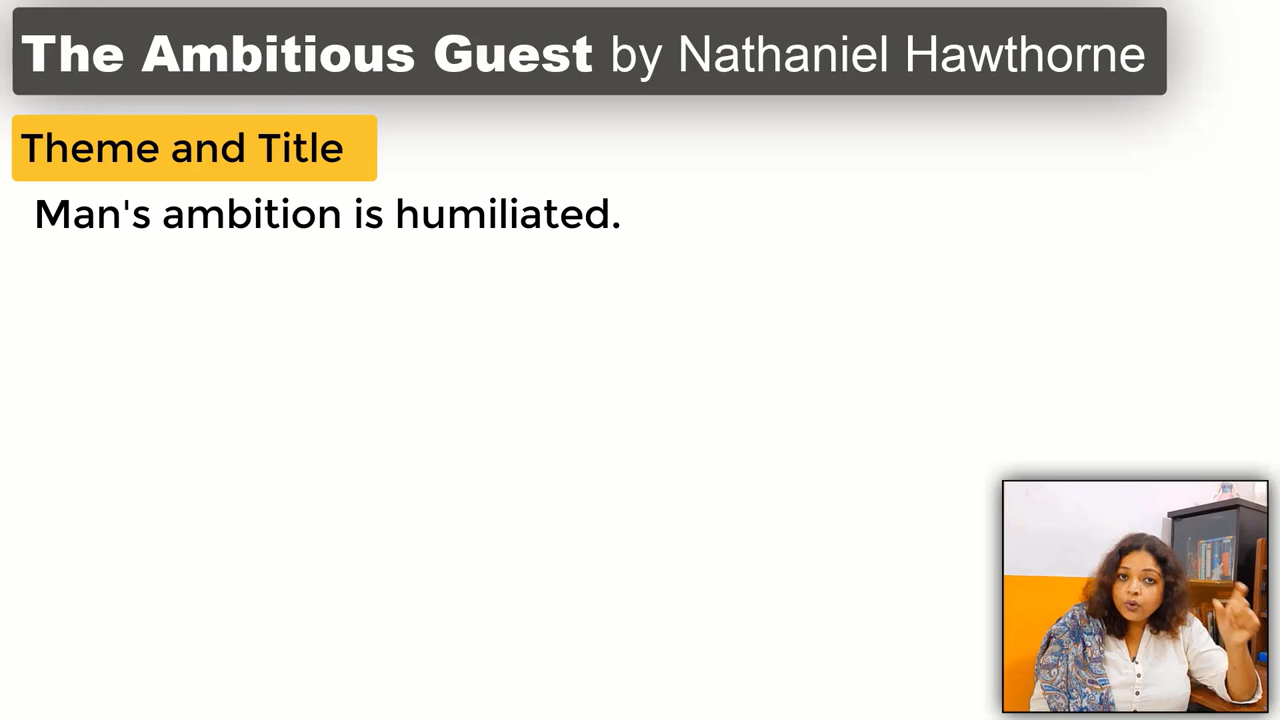 The Ambitious Guest by Nathaniel Hawthorne
Theme and Title
Man's ambition is humiliated.